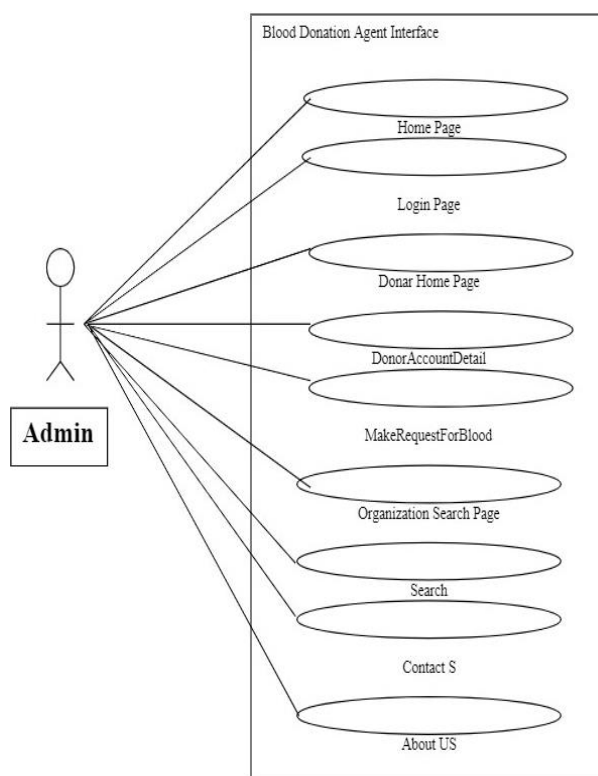 Blood Donation Agent Interface
Home Page
Login Page
Donar Home Page
DonorAccountDetail
MakeRequestForBlood
Admin
Organization Search Page
Search
Contact S
About US